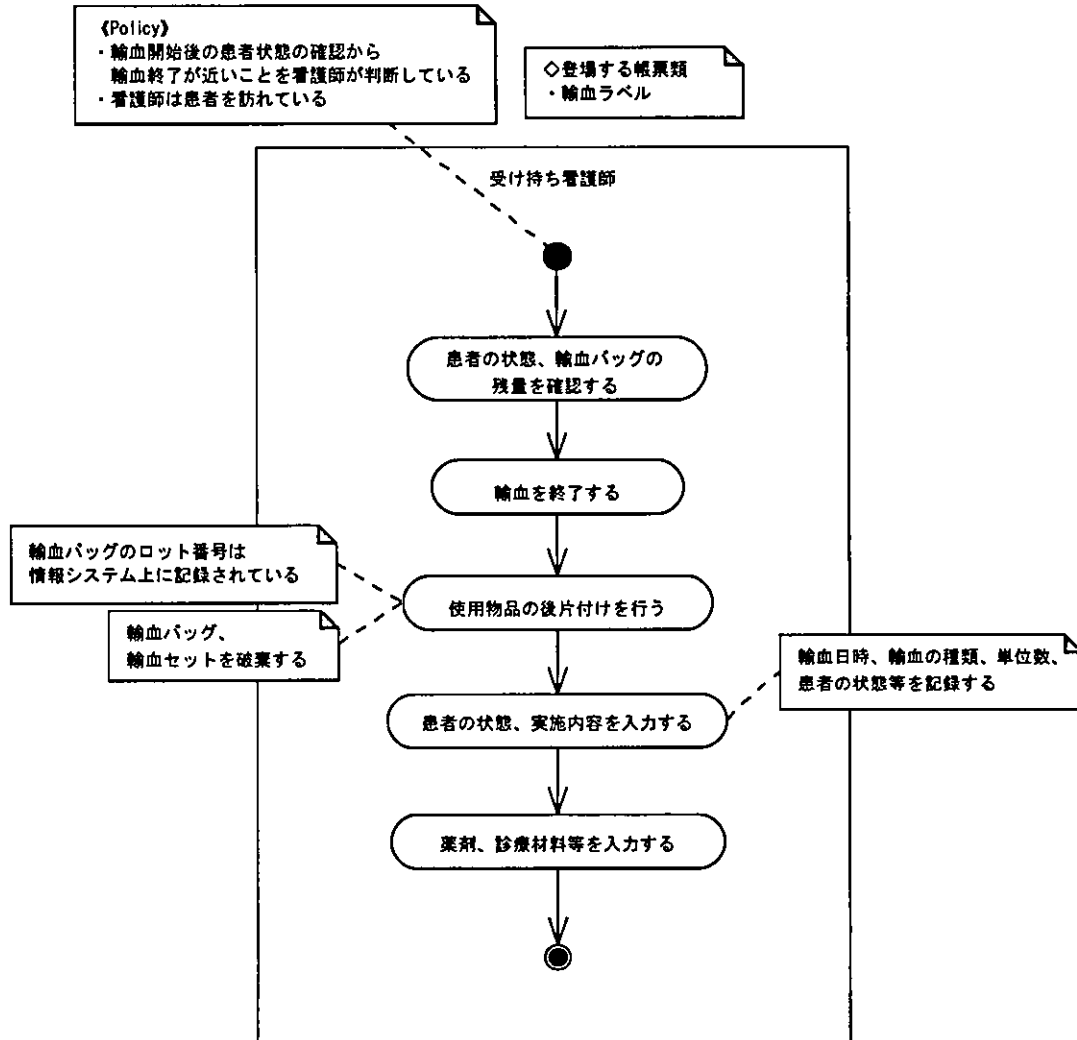 《Policy》
・輸血開始後の患者状態の確認から
輸血終了が近いことを看護師が判断している
・看護師は患者を訪れている
◇登場する帳票類
・輸血ラベル
受け持ち看護師
患者の状態、輸血バッグの
残量を確認する
輸血を終了する
輸血バッグのロット番号は
情報システム上に記録されている
使用物品の後片付けを行う
輸血バッグ、
輸血セットを破棄する
輸血日時、輸血の種類、単位数、
患者の状態等を記録する
患者の状態、実施内容を入力する
薬剤、診療材料等を入力する